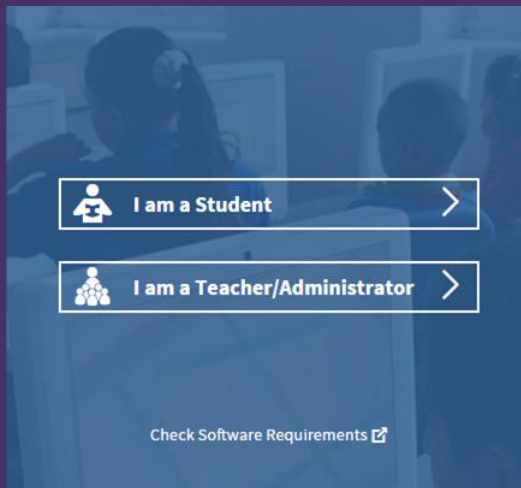 I am a Student
I am a Teacher/Administrator
Check Software Requirements